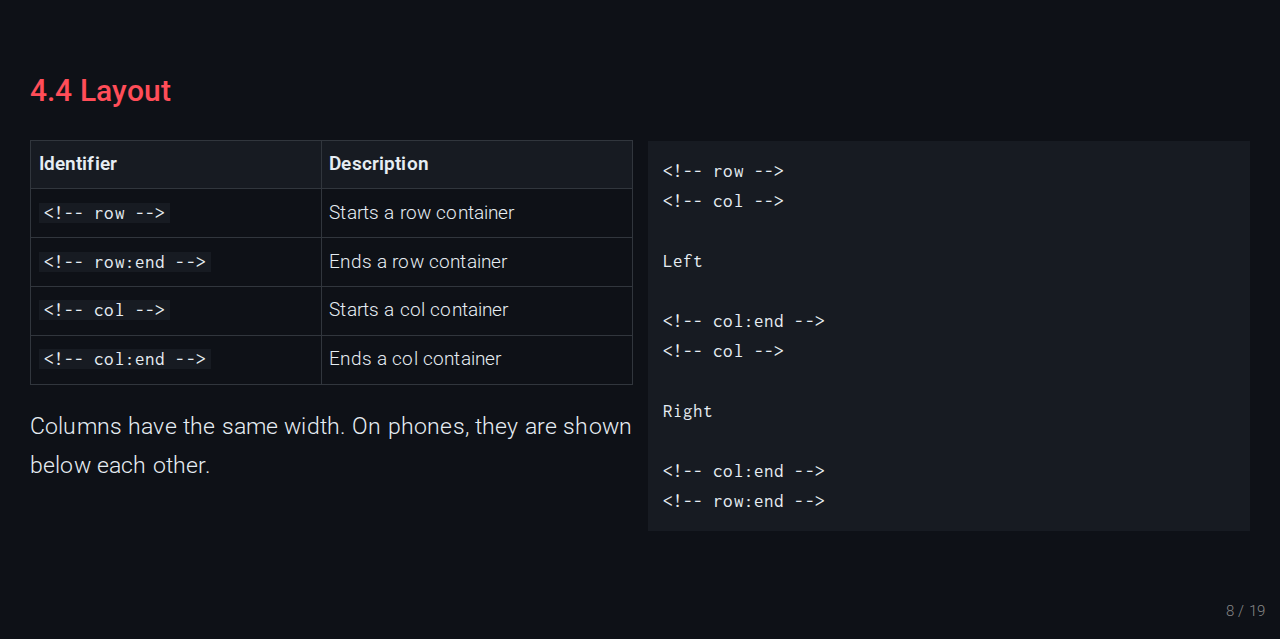 4.4 Layout
Identifier Description
<!-- row --> Starts a row container
<!-- row:end --> Ends a row container
<!-- col --> Starts a col container
<!-- col:end --> Ends a col container
Columns have the same width. On phones, they are shown
below each other.
<!-- row -->
<!-- col -->
Left
<!-- col:end -->
<!-- col -->
Right
<!-- col:end -->
<!-- row:end -->
8 / 19